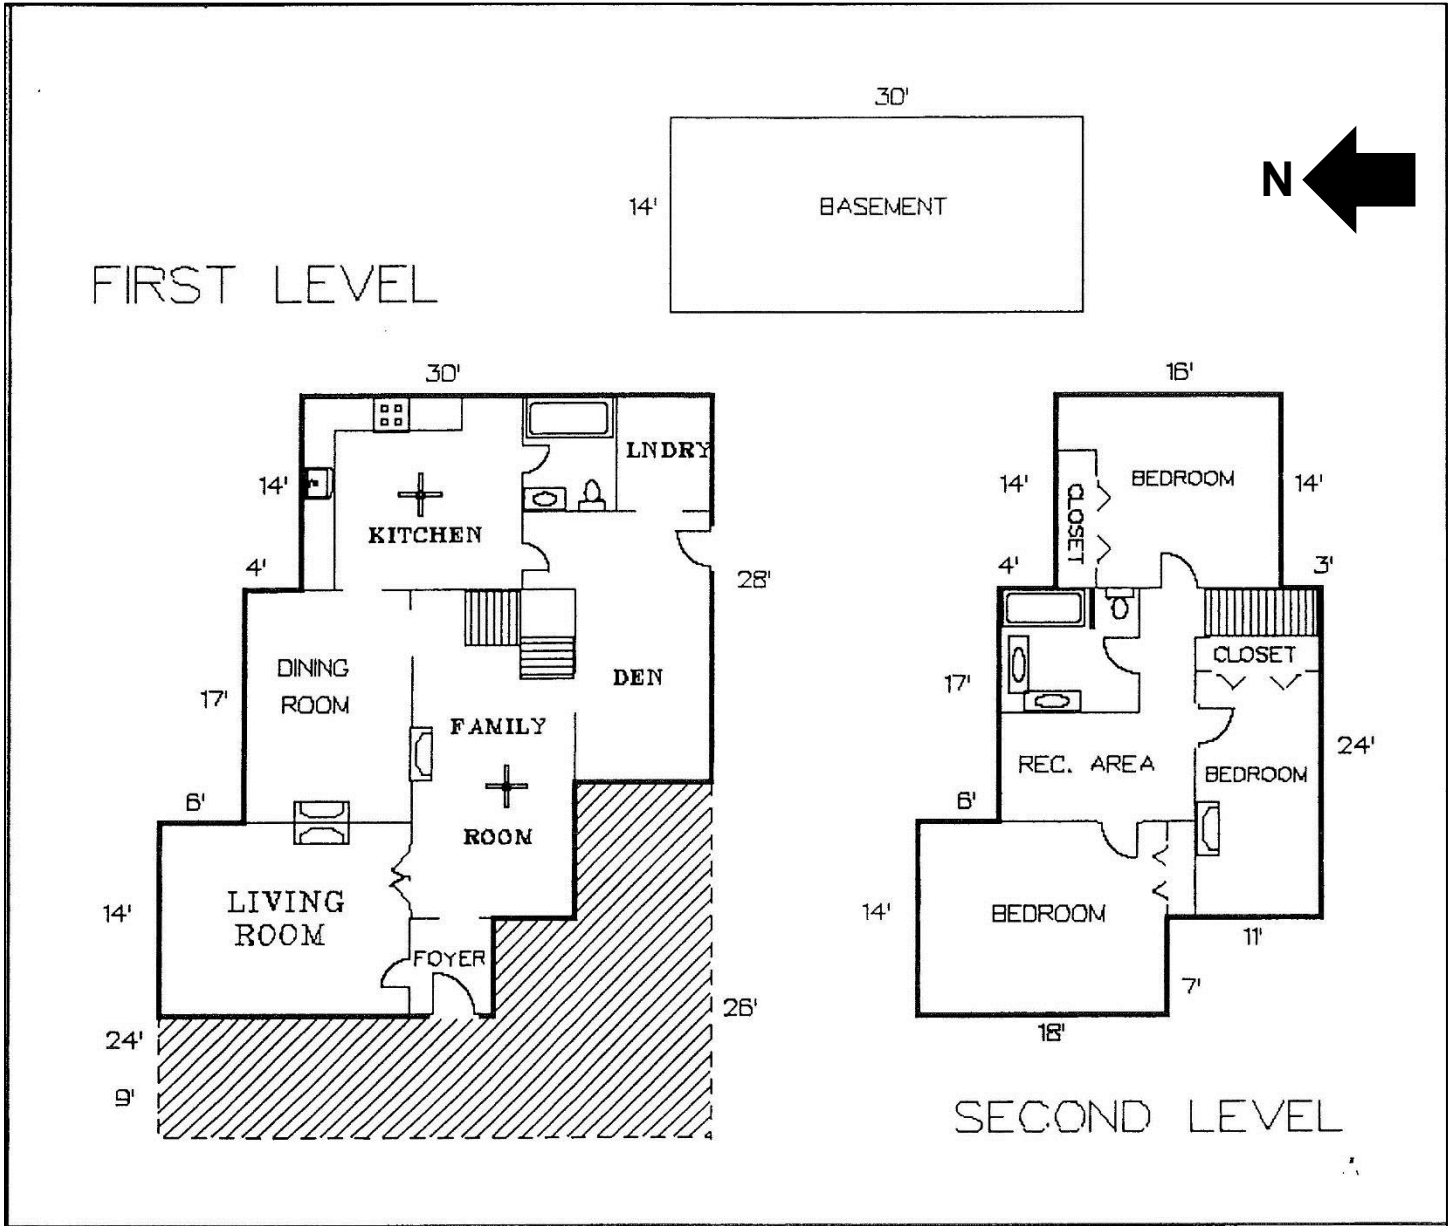 30'
14'
BASEMENT
N
FIRST LEVEL
30'
16'
LNDRY
14'
KITCHEN
14'
CLOSET
BEDROOM
14'
4'
28'
4'
3'
DINING
ROOM
17'
DEN
FAMILY
ROOM
17'
CLOSET
REC. AREA
BEDROOM
24'
6'
6'
LIVING
ROOM
14'
FOYER
14'
BEDROOM
11'
7'
24'
9'
26'
18'
SECOND LEVEL